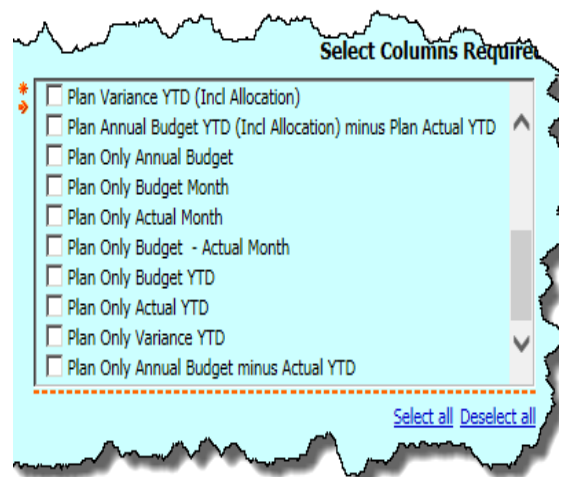 Select Columns Require
Plan Variance YTD (Incl Allocation)
Plan Annual Budget YTD (Incl Allocation) minus Plan Actual YTD
Plan Only Annual Budget
Plan Only Budget Month
Plan Only Actual Month
Plan Only Budget - Actual Month
Plan Only Budget YTD
Plan Only Actual YTD
Plan Only Variance YTD
Plan Only Annual Budget minus Actual YTD
Select all Deselect all